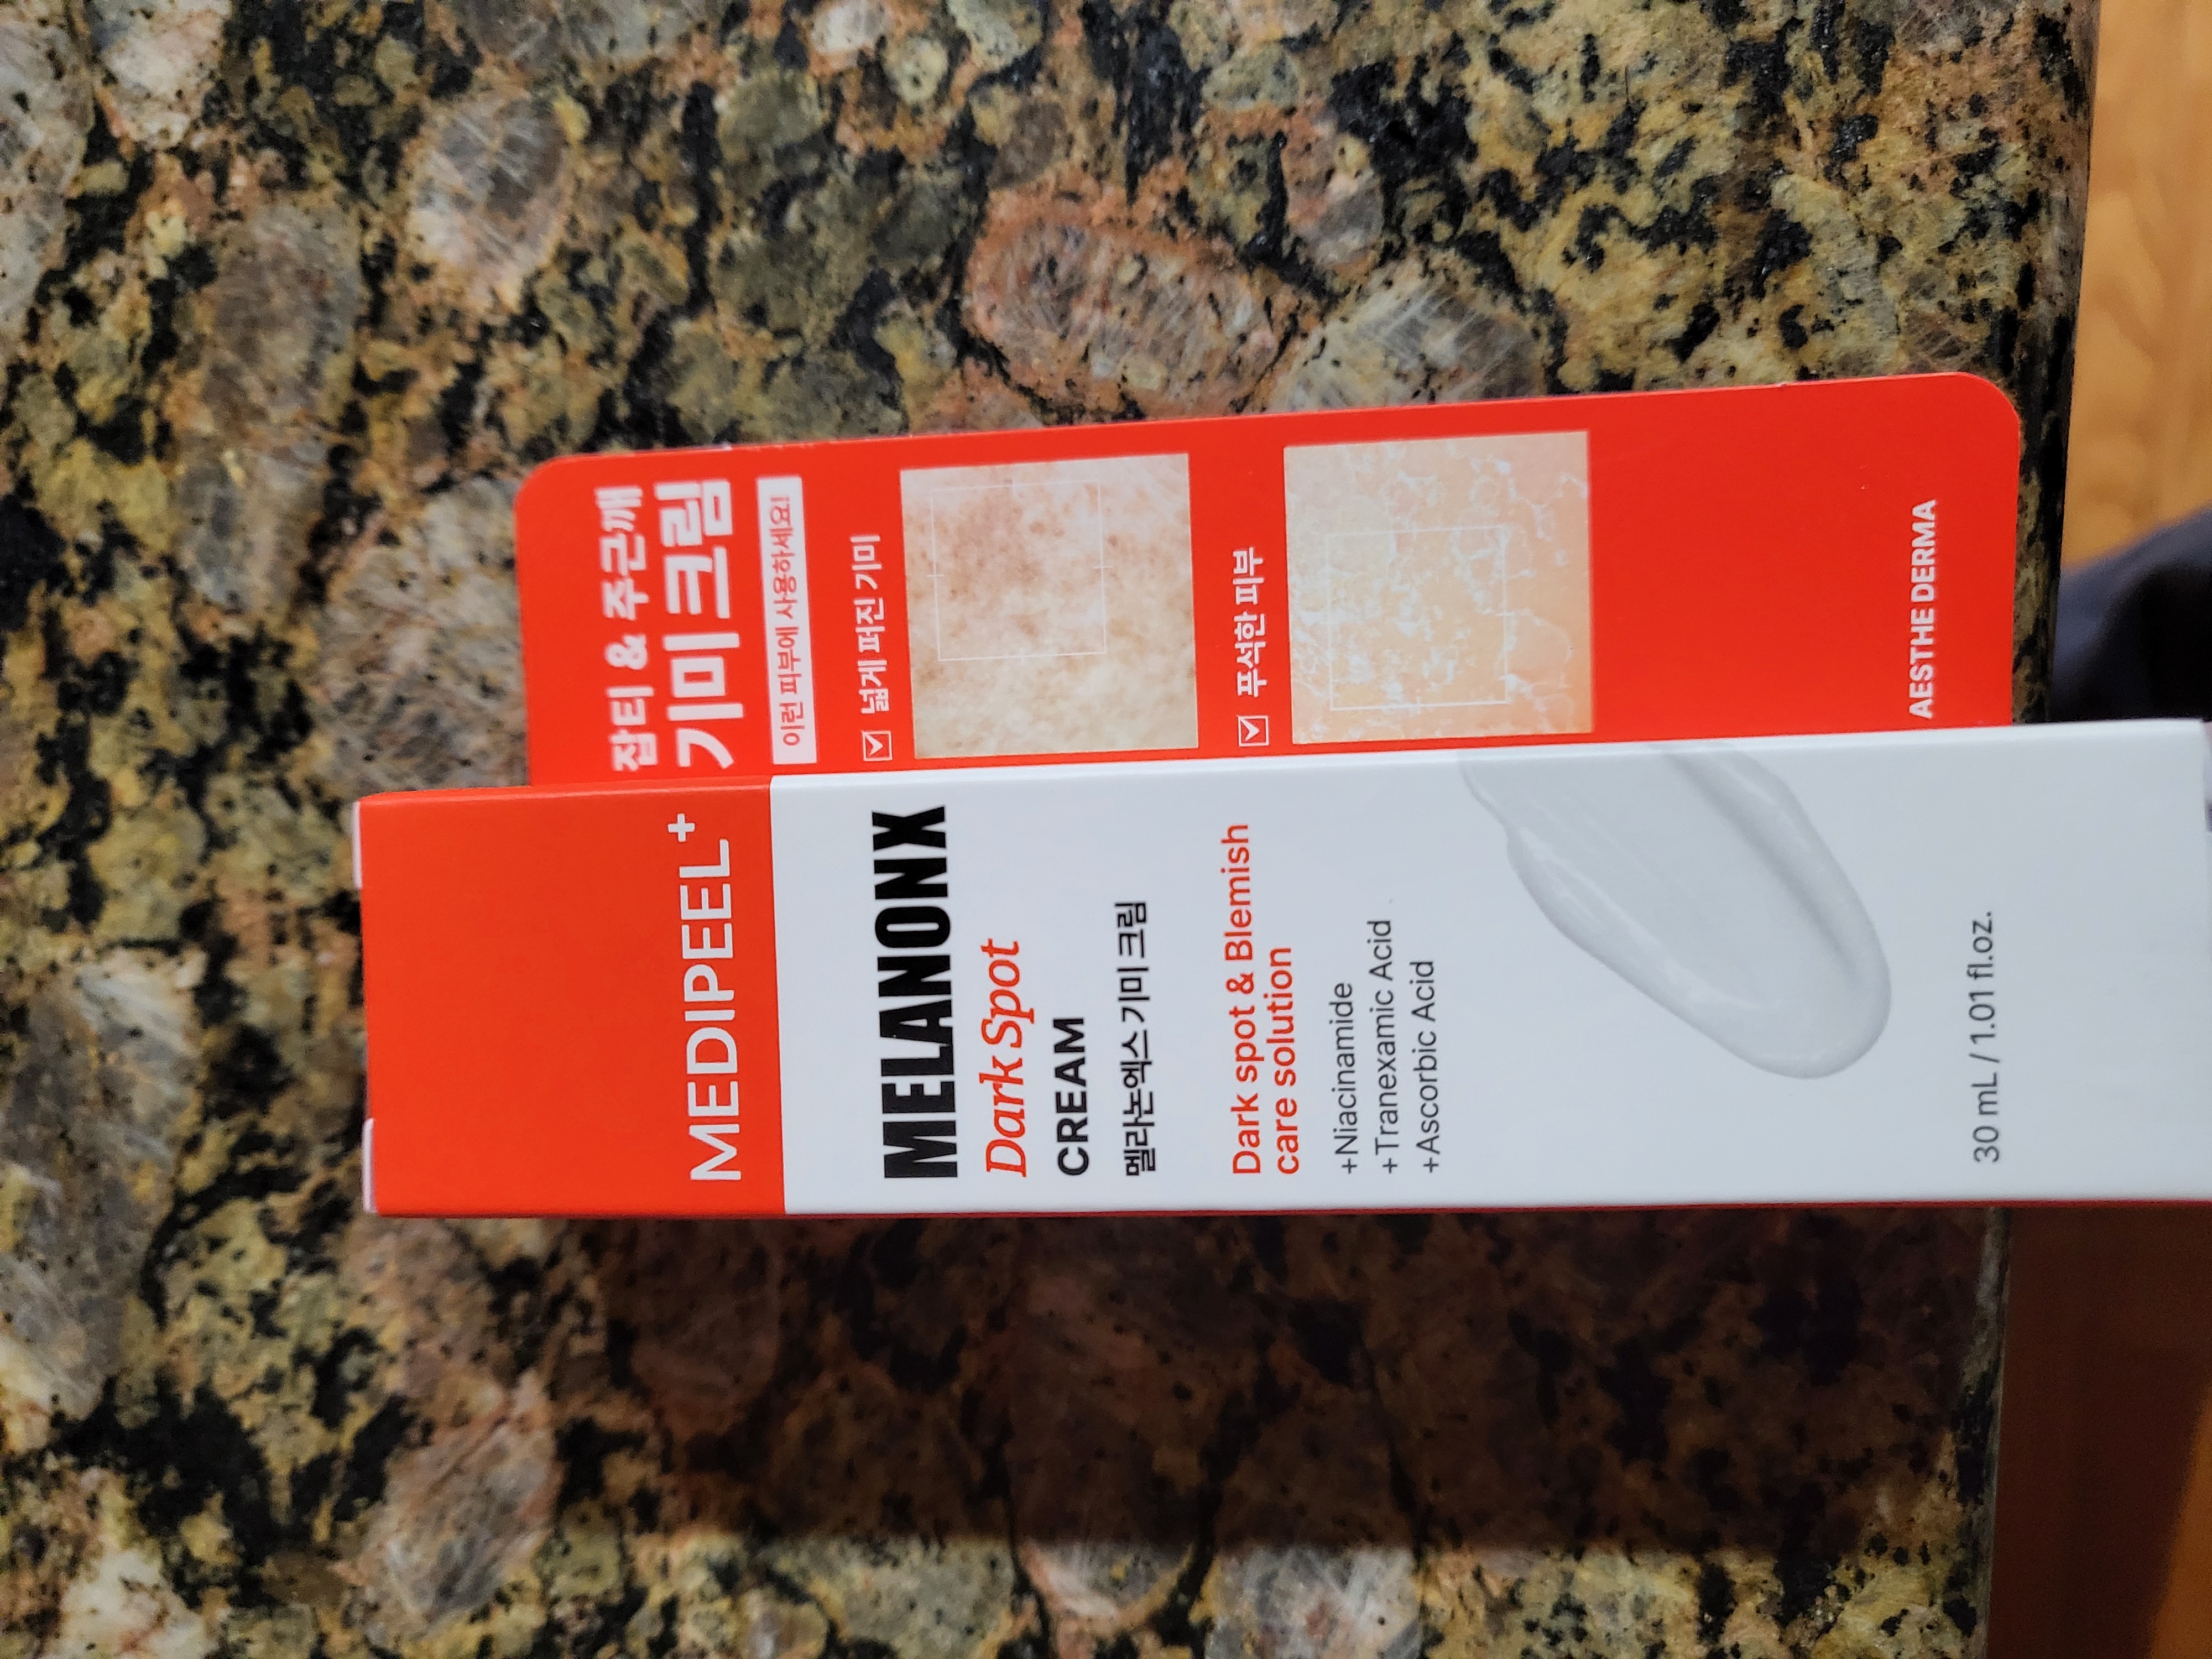 MEDIPEEL+
MELANONX
Dark Spot
CREAM
멜라논엑스 기미 크림
Dark spot & Blemish
care solution
+Niacinamide
+Tranexamic Acid
+Ascorbic Acid
30 mL / 1.01 fl.oz.
잡티 & 주근깨
기미크림
이런 피부에 사용하세요!
넓게 퍼진 기미
푸석한 피부
AESTHE DERMA